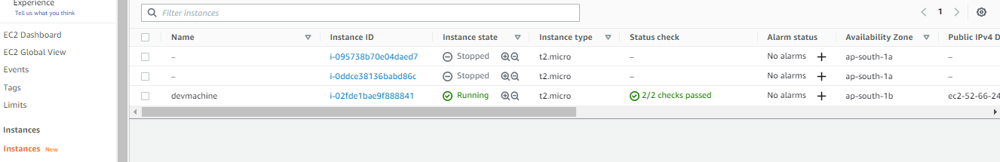 Experience
Tell us what you think
EC2 Dashboard
EC2 Global View
Events
Tags
Limits
Instances
Instances New
Filter instances
1
Name Instance ID Instance state Instance type Status check Alarm status Availability Zone Public IPv4 D
– i-095738b70e04daed7 Stopped t2.micro – No alarms + ap-south-1a –
– i-0ddce38136babd86c Stopped t2.micro – No alarms + ap-south-1a –
devmachine i-02fde1bae9f888841 Running t2.micro 2/2 checks passed No alarms + ap-south-1b ec2-52-66-24